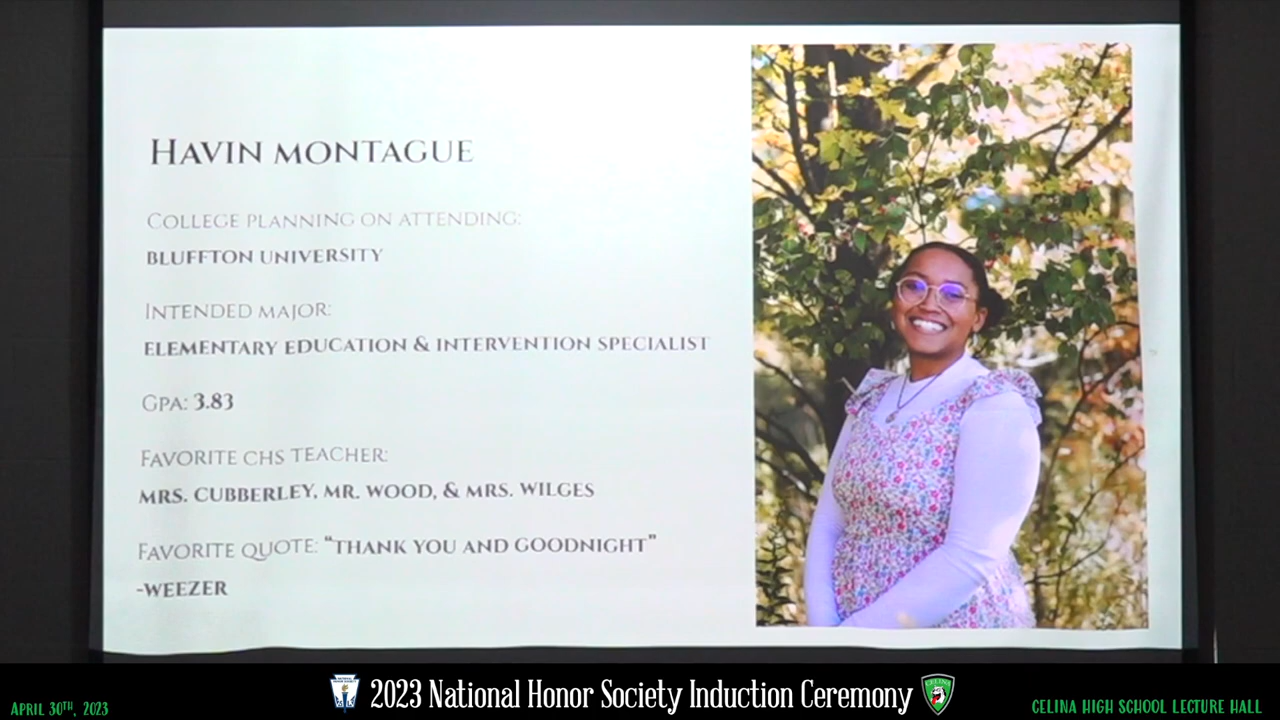 Havin Montague
College planning on attending:
Bluffton University
Intended major:
Elementary Education & Intervention Specialist
Gpa: 3.83
Favorite CHS teacher:
Mrs. Cubberley, Mr. Wood, & Mrs. Wilges
Favorite quote: “Thank you and goodnight”
-Weezer
April 30th, 2023
2023 National Honor Society Induction Ceremony
CELINA
Celina High School Lecture Hall